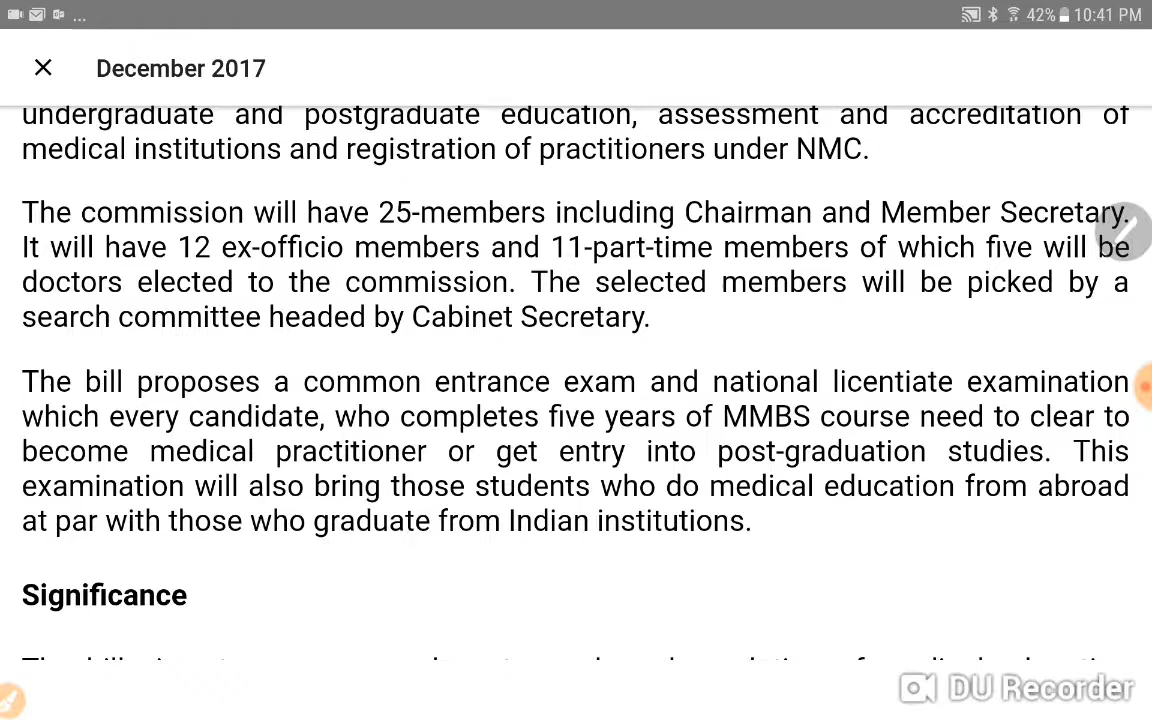 42% 10:41 PM
December 2017
undergraduate and postgraduate education, assessment and accreditation of
medical institutions and registration of practitioners under NMC.
The commission will have 25-members including Chairman and Member Secretary.
It will have 12 ex-officio members and 11-part-time members of which five will be
doctors elected to the commission. The selected members will be picked by a
search committee headed by Cabinet Secretary.
The bill proposes a common entrance exam and national licentiate examination
which every candidate, who completes five years of MMBS course need to clear to
become medical practitioner or get entry into post-graduation studies. This
examination will also bring those students who do medical education from abroad
at par with those who graduate from Indian institutions.
Significance
DU Recorder